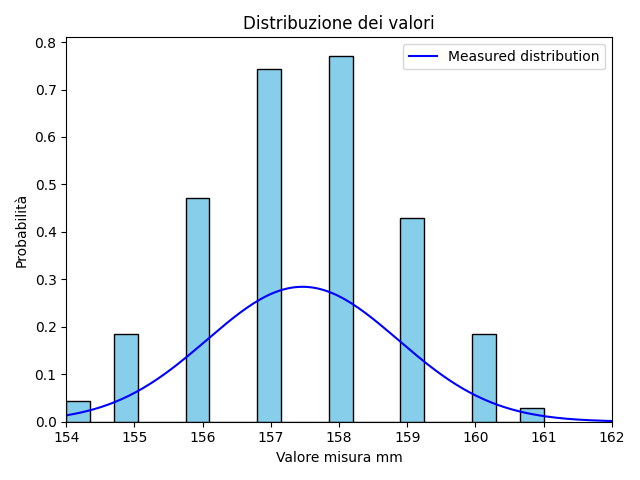 Distribuzione dei valori
Measured distribution
Probabilità
0.8
0.7
0.6
0.5
0.4
0.3
0.2
0.1
0.0
154 155 156 157 158 159 160 161 162
Valore misura mm